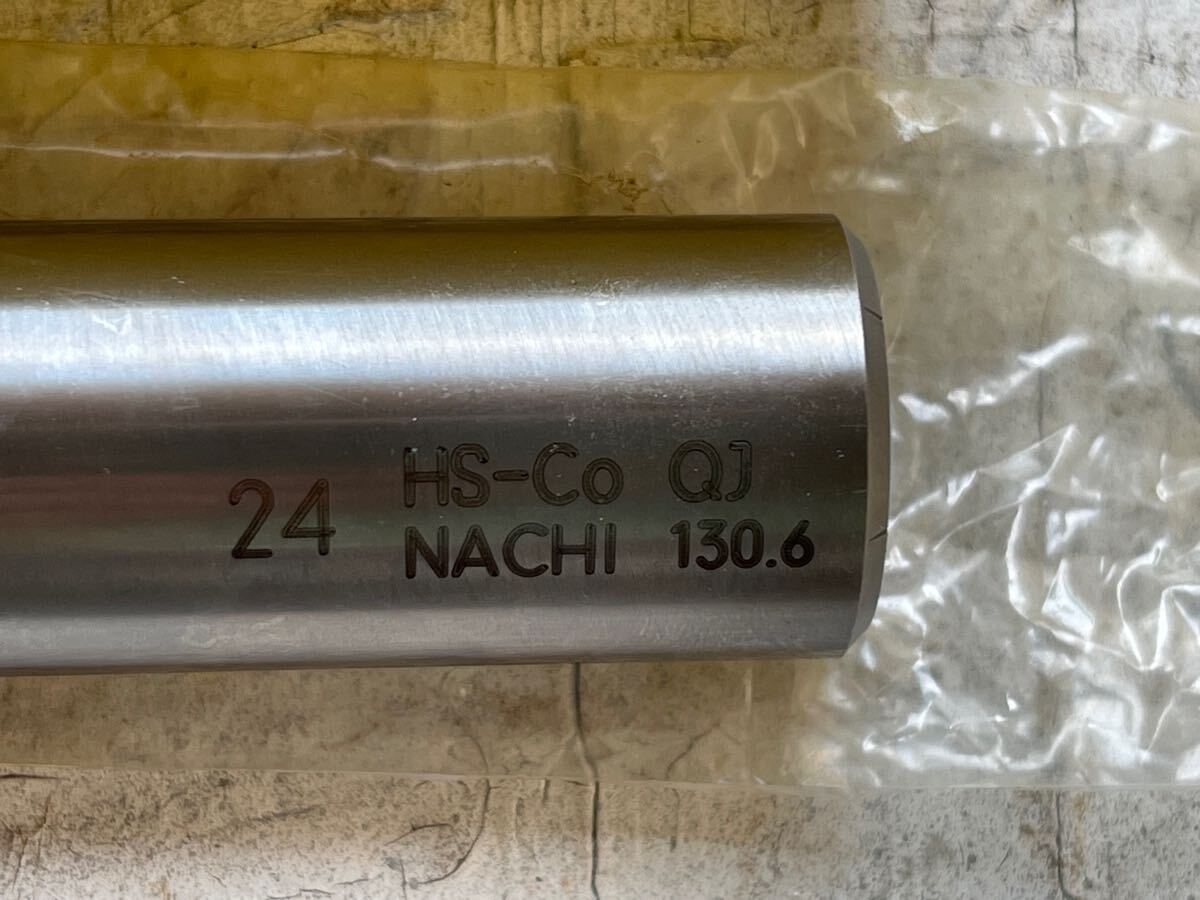 24
HS-Co QJ
NACHI 130.6